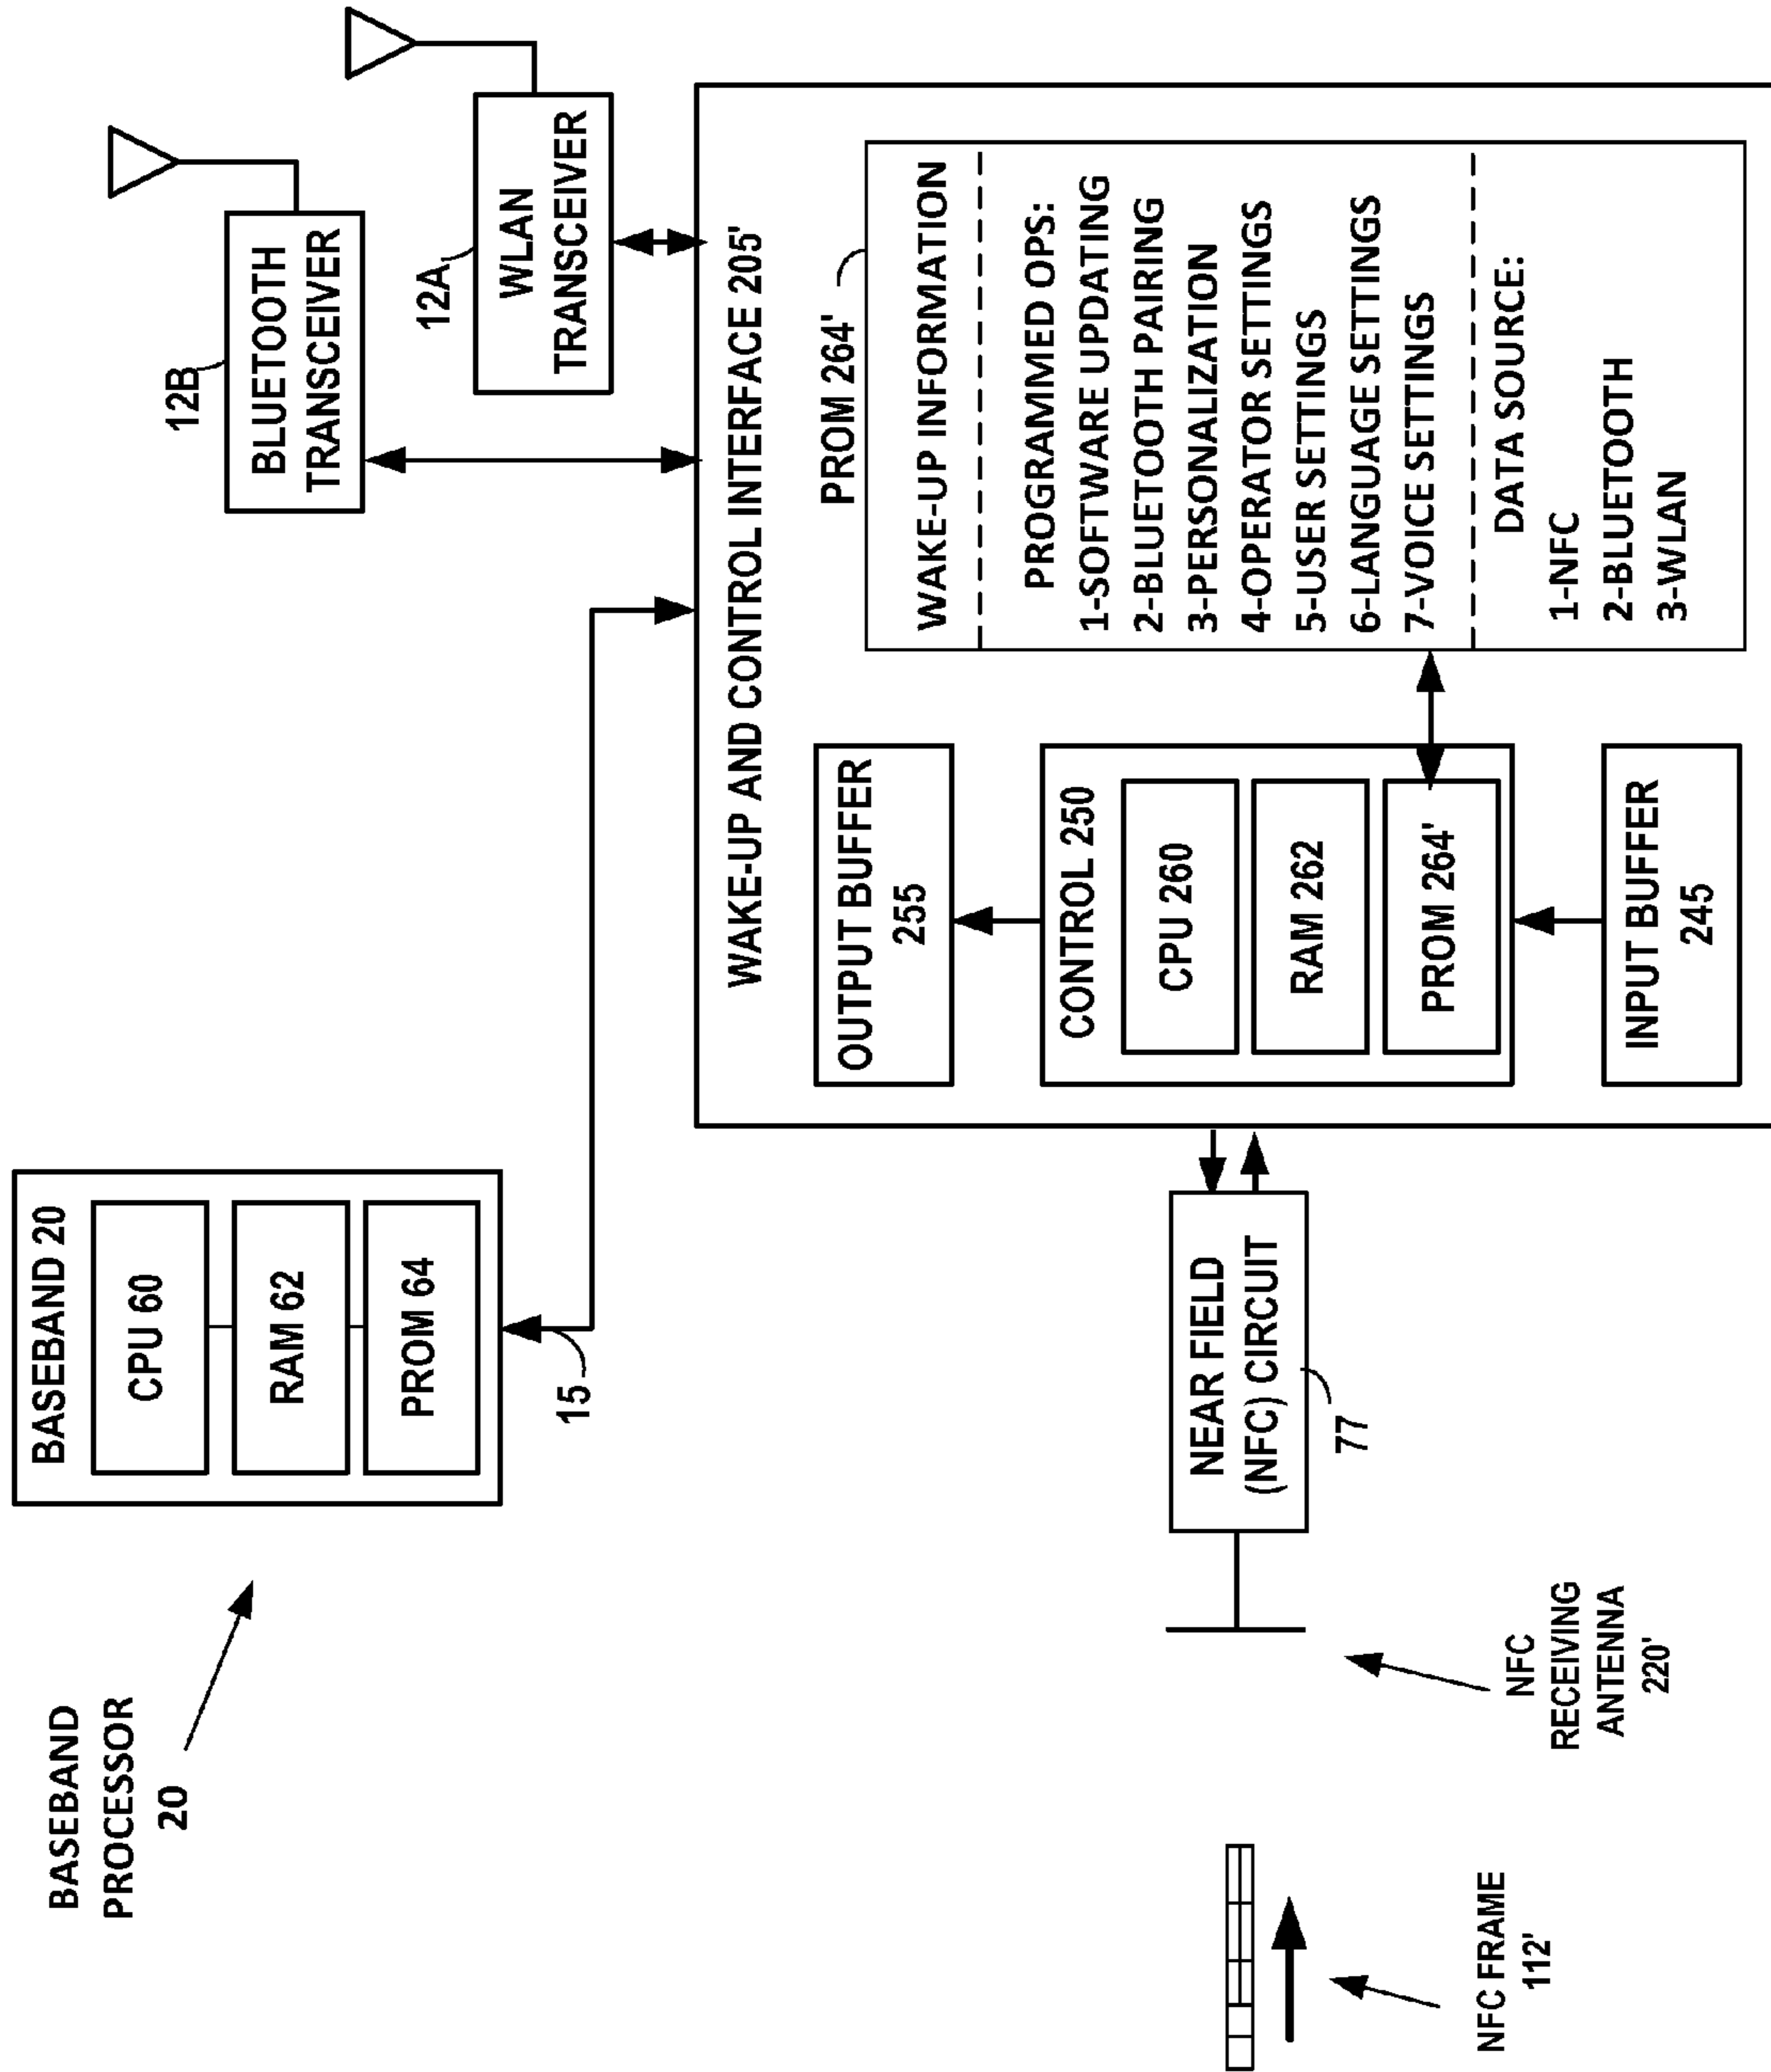 BASEBAND
PROCESSOR
20
BASEBAND 20
CPU 60
RAM 62
PROM 64
15
12B
BLUETOOTH
TRANSCEIVER
12A
WLAN
TRANSCEIVER
WAKE-UP AND CONTROL INTERFACE 205'
OUTPUT BUFFER
255
CONTROL 250
CPU 260
RAM 262
PROM 264'
INPUT BUFFER
245
PROM 264'
WAKE-UP INFORMATION
PROGRAMMED OPS:
1-SOFTWARE UPDATING
2-BLUETOOTH PAIRING
3-PERSONALIZATION
4-OPERATOR SETTINGS
5-USER SETTINGS
6-LANGUAGE SETTINGS
7-VOICE SETTINGS
DATA SOURCE:
1-NFC
2-BLUETOOTH
3-WLAN
NEAR FIELD
(NFC) CIRCUIT
77
NFC
RECEIVING
ANTENNA
220'
NFC FRAME
112'